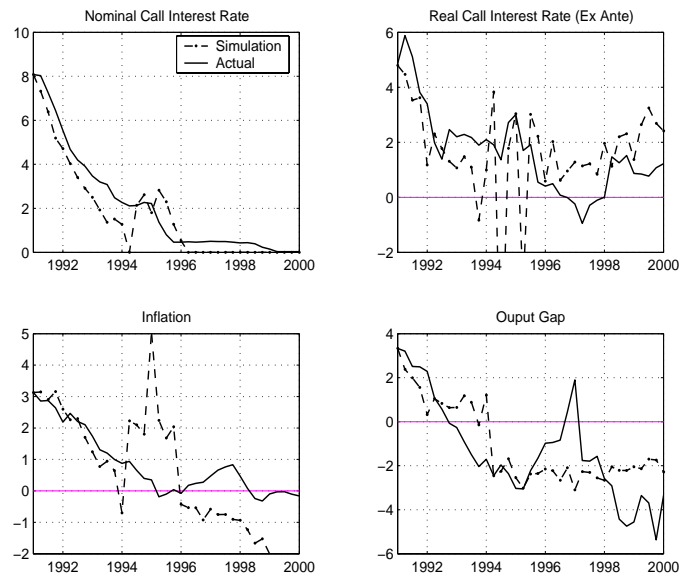 Nominal Call Interest Rate
Simulation
Actual
10
8
6
4
2
0
1992 1994 1996 1998 2000
Real Call Interest Rate (Ex Ante)
6
4
2
0
−2
1992 1994 1996 1998 2000
Inflation
5
4
3
2
1
0
−1
−2
1992 1994 1996 1998 2000
Ouput Gap
4
2
0
−2
−4
−6
1992 1994 1996 1998 2000